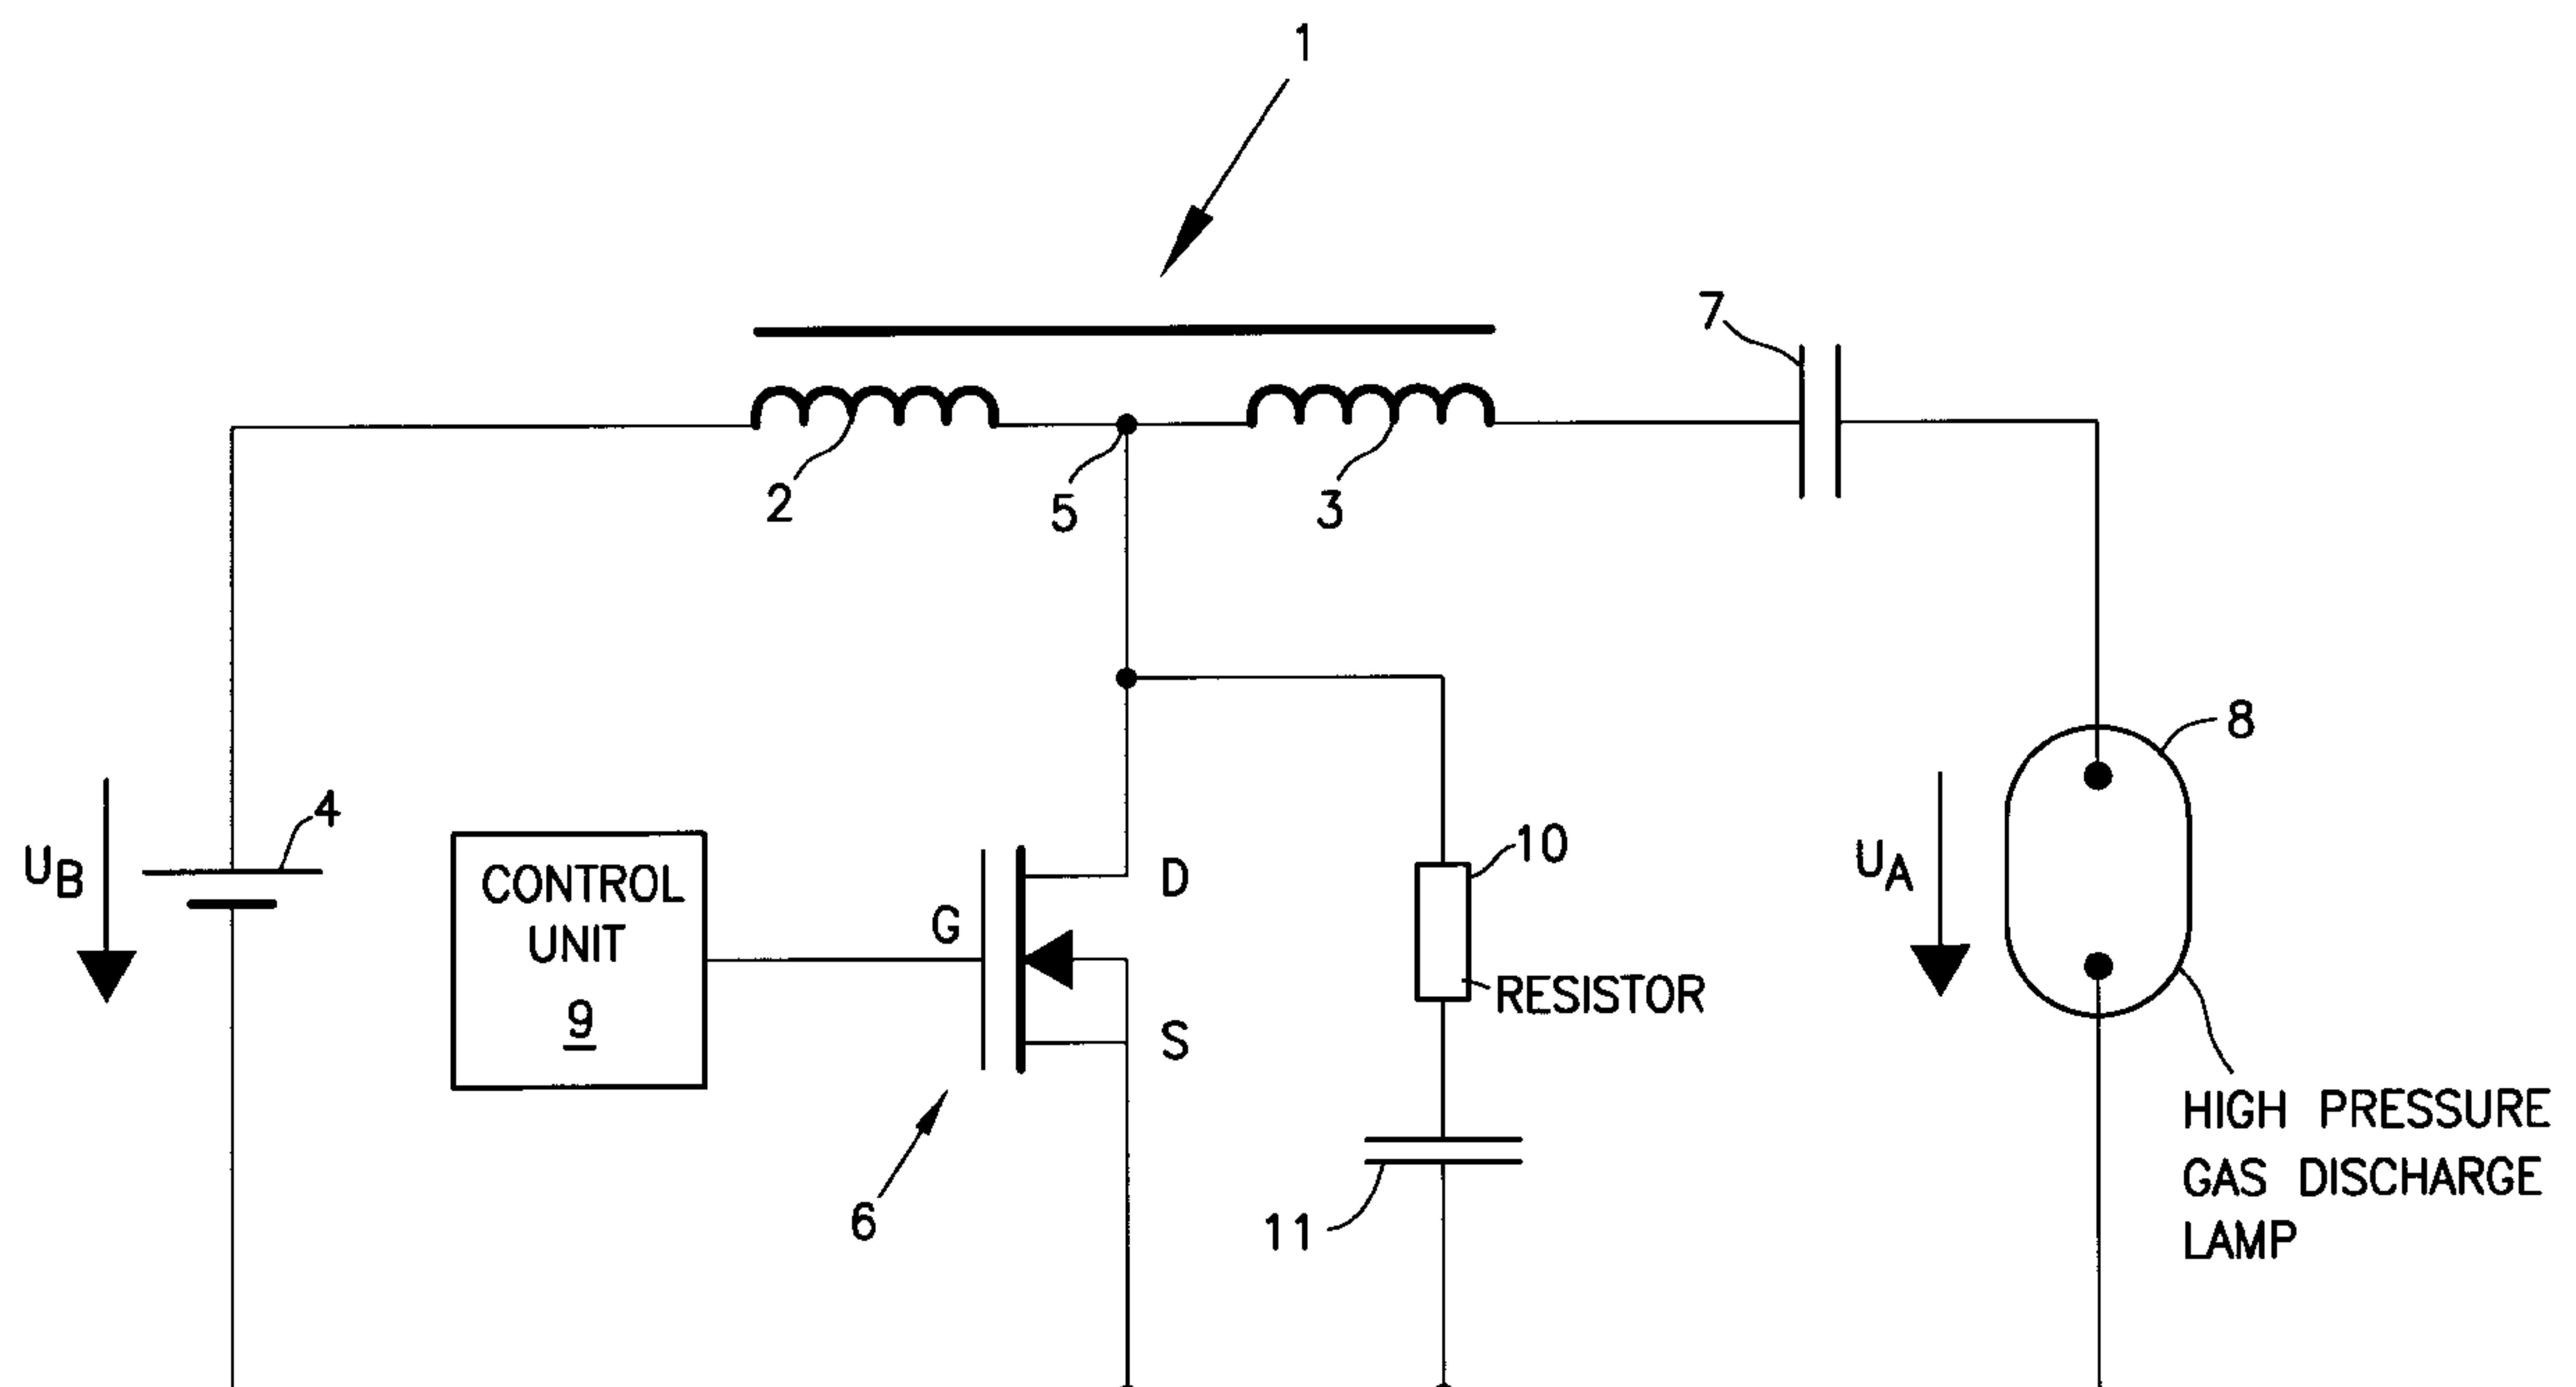 1
7
2
5
3
8
4
10
U_B
CONTROL
UNIT
9
G
D
S
U_A
RESISTOR
6
11
HIGH PRESSURE
GAS DISCHARGE
LAMP